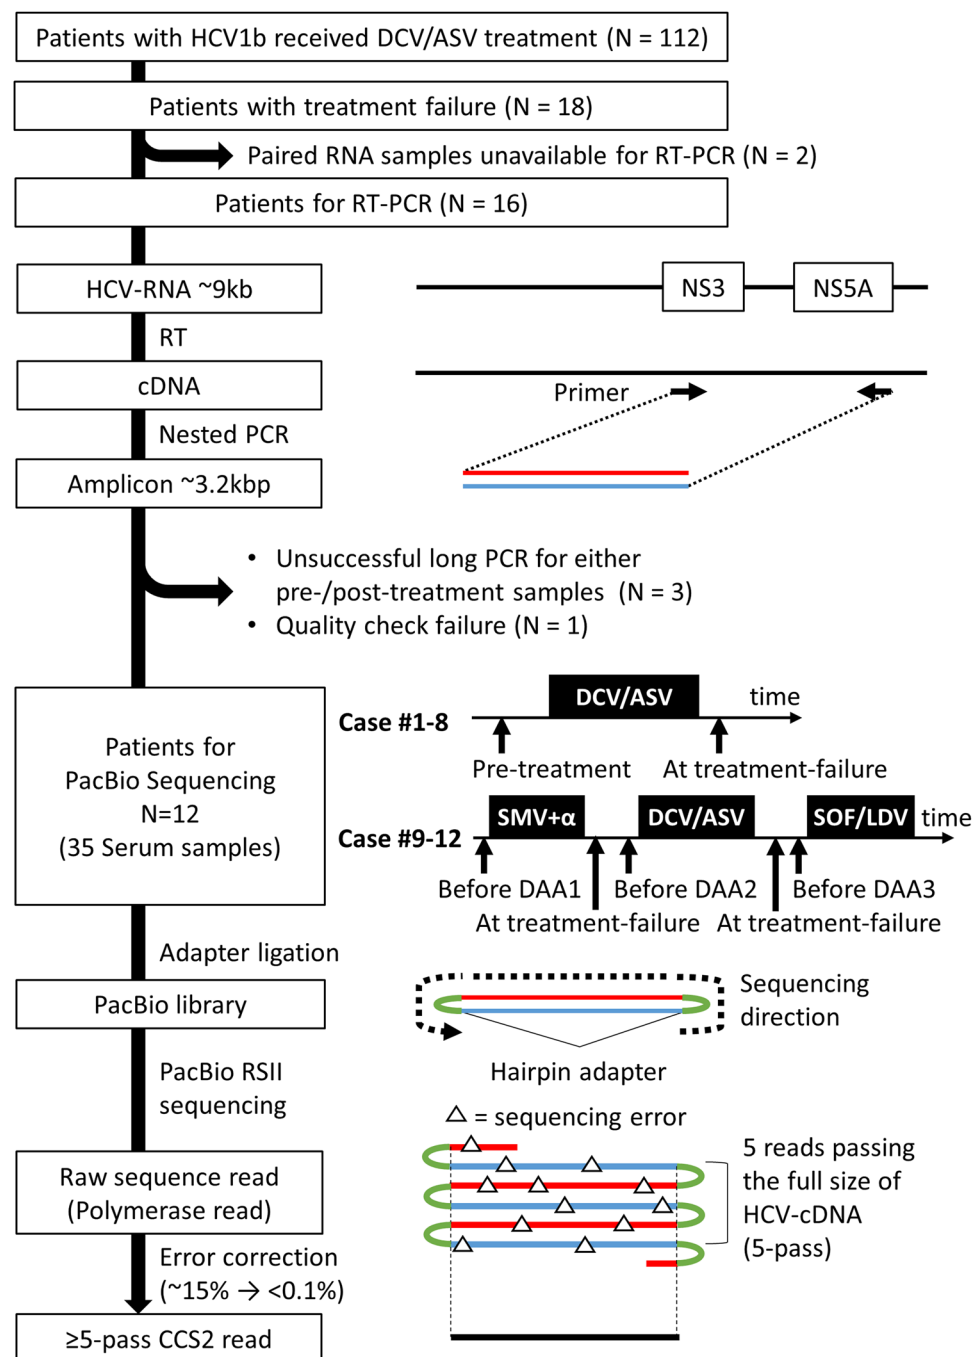 Patients with HCV1b received DCV/ASV treatment (N = 112)
Patients with treatment failure (N = 18)
Paired RNA samples unavailable for RT-PCR (N = 2)
Patients for RT-PCR (N = 16)
HCV-RNA ~9kb
NS3
NS5A
RT
cDNA
Primer
Nested PCR
Amplicon ~3.2kbp
• Unsuccessful long PCR for either
pre-/post-treatment samples (N = 3)
• Quality check failure (N = 1)
Patients for
PacBio Sequencing
N=12
(35 Serum samples)
Case #1-8
DCV/ASV
time
Pre-treatment
At treatment-failure
Case #9-12
SMV+α
DCV/ASV
SOF/LDV
time
Before DAA1
Before DAA2
Before DAA3
At treatment-failure
At treatment-failure
Adapter ligation
PacBio library
Sequencing
direction
Hairpin adapter
PacBio RSII
sequencing
△ = sequencing error
Raw sequence read
(Polymerase read)
5 reads passing
the full size of
HCV-cDNA
(5-pass)
Error correction
(~15% → <0.1%)
≥5-pass CCS2 read